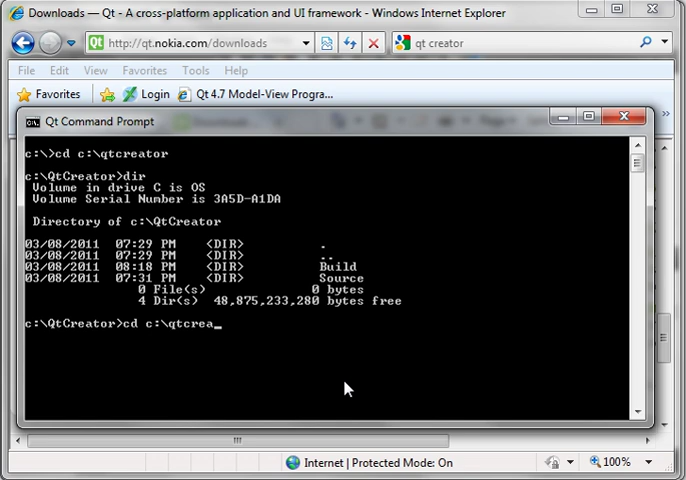 Downloads — Qt - A cross-platform application and UI framework - Windows Internet Explorer
http://qt.nokia.com/downloads
qt creator
File Edit View Favorites Tools Help
Favorites Login Qt 4.7 Model-View Progra...
Qt Command Prompt
c:\>cd c:\qtcreator
c:\QtCreator>dir
Volume in drive C is OS
Volume Serial Number is 3A5D-A1DA
Directory of c:\QtCreator
03/08/2011 07:29 PM <DIR> .
03/08/2011 07:29 PM <DIR> ..
03/08/2011 08:18 PM <DIR> Build
03/08/2011 07:31 PM <DIR> Source
0 File(s) 0 bytes
4 Dir(s) 48,875,233,280 bytes free
c:\QtCreator>cd c:\qtcrea_
Internet | Protected Mode: On
100%